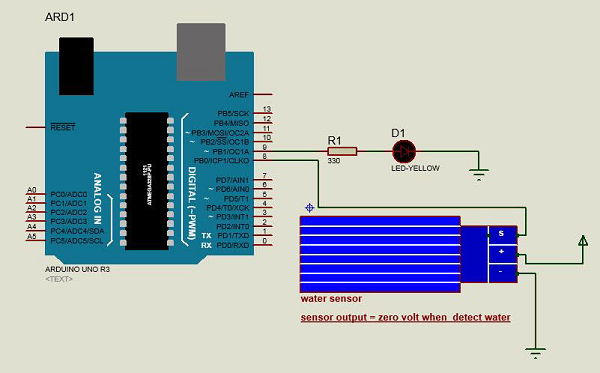 ARD1
AREF
13
PB5/SCK
12
PB4/MISO
11
~ PB3/MOSI/OC2A
10
~ PB2/SS/OC1B
9
~ PB1/OC1A
8
PB0/ICP1/CLKO
7
PD7/AIN1
6
~ PD6/AIN0
5
~ PD5/T1
4
PD4/T0/XCK
3
~ PD3/INT1
2
PD2/INT0
1
TX PD1/TXD
0
RX PD0/RXD
RESET
A0
PC0/ADC0
A1
PC1/ADC1
A2
PC2/ADC2
A3
PC3/ADC3
A4
PC4/ADC4/SDA
A5
PC5/ADC5/SCL
ANALOG IN
DIGITAL (~PWM)
ARDUINO UNO R3
<TEXT>
R1
330
D1
LED-YELLOW
S
+
-
water sensor
sensor output = zero volt when detect water